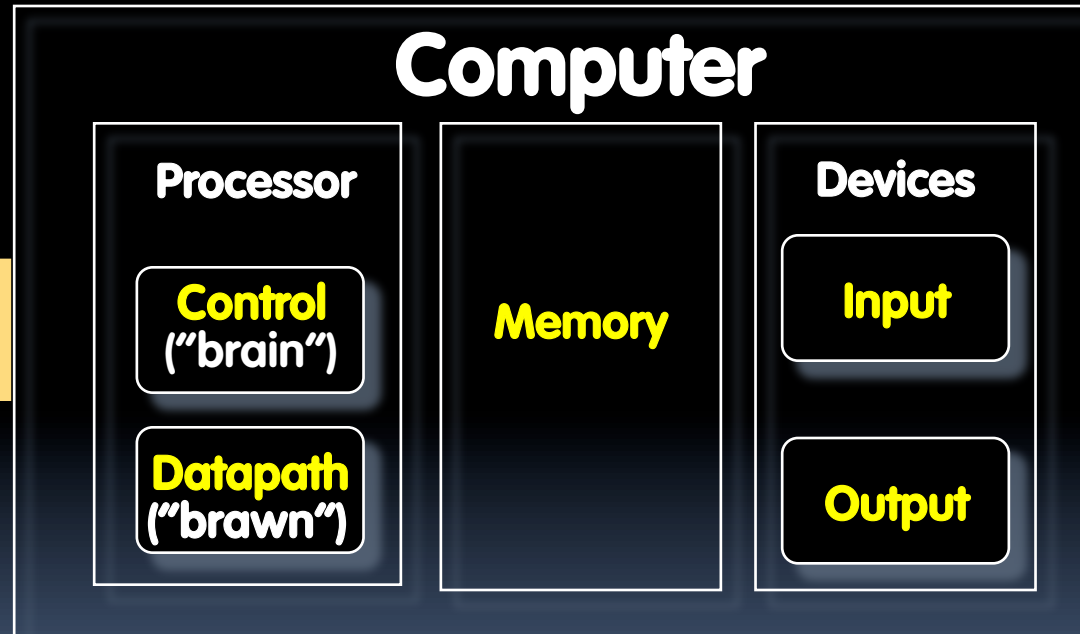 Computer
Processor
Control
("brain")
Datapath
("brawn")
Memory
Devices
Input
Output